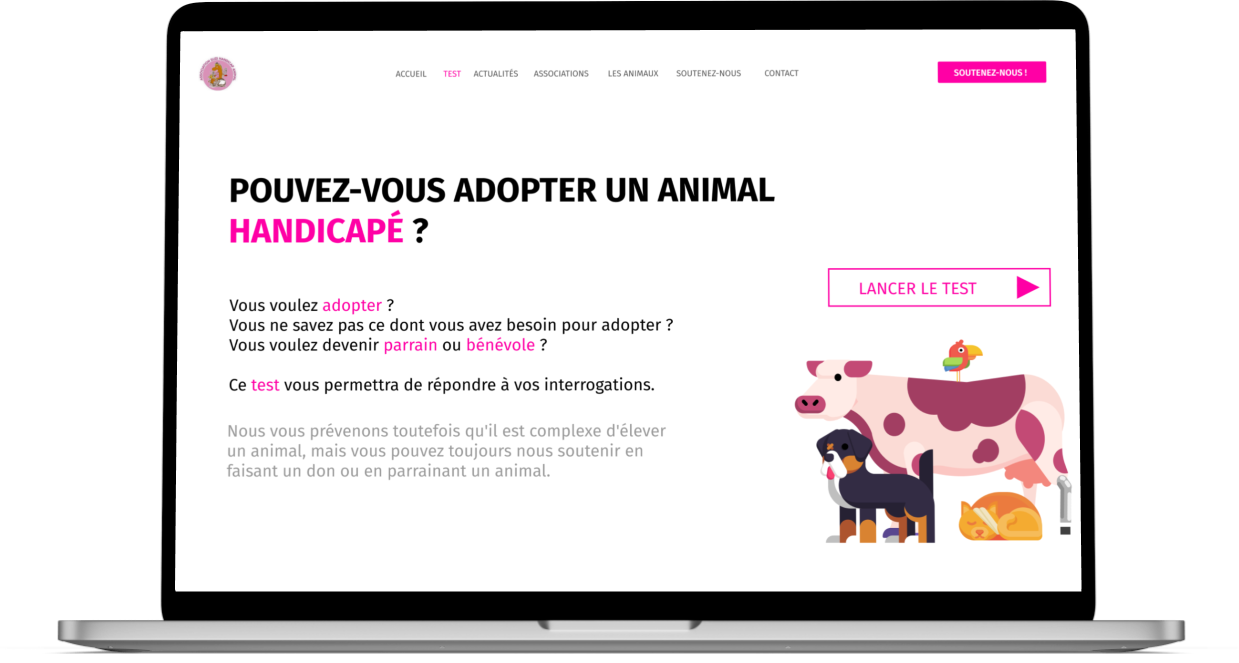 ACCUEIL TEST ACTUALITÉS ASSOCIATIONS LES ANIMAUX SOUTENEZ-NOUS CONTACT
SOUTENEZ-NOUS !
POUVEZ-VOUS ADOPTER UN ANIMAL
HANDICAPÉ ?
Vous voulez adopter ?
Vous ne savez pas ce dont vous avez besoin pour adopter ?
Vous voulez devenir parrain ou bénévole ?
Ce test vous permettra de répondre à vos interrogations.
Nous vous prévenons toutefois qu'il est complexe d'élever
un animal, mais vous pouvez toujours nous soutenir en
faisant un don ou en parrainant un animal.
LANCER LE TEST